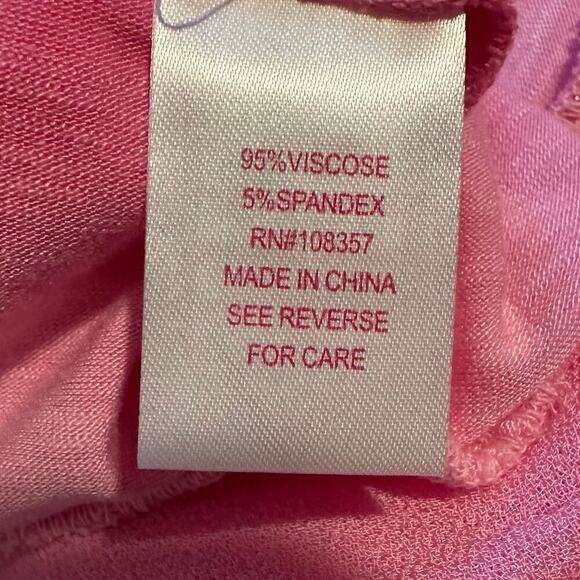 95%VISCOSE
5%SPANDEX
RN#108357
MADE IN CHINA
SEE REVERSE
FOR CARE